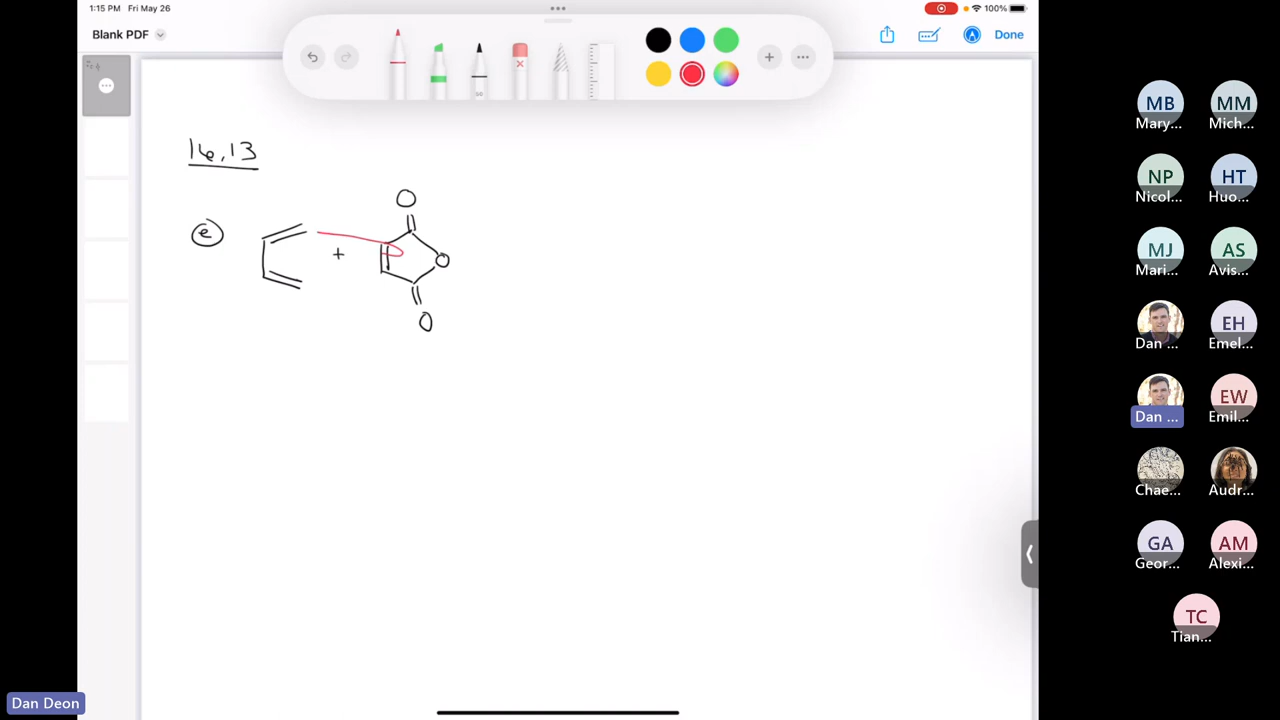 1:15 PM Fri May 26
100%
Blank PDF
Done
16.13
e
O
+
O
O
MB
Mary...
MM
Mich...
NP
Nicol...
HT
Huo...
MJ
Mari...
AS
Avis...
Dan ...
EH
Emel...
Dan ...
EW
Emil...
Chae...
Audr...
GA
Geor...
AM
Alexi...
TC
Tian...
Dan Deon